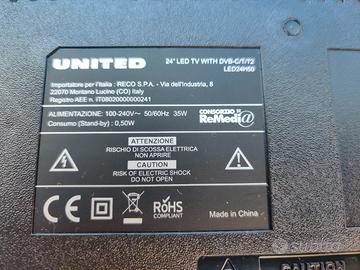 UNITED
24" LED TV WITH DVB-C/T/T2
LED24H50
Importatore per l'Italia : RECO S.P.A. - Via dell'Industria, 8
22070 Montano Lucino (CO) Italy
Registro AEE n. IT08020000000241
ALIMENTAZIONE: 100-240V~ 50/60Hz 35W
Consumo (Stand-by) : 0,50W
CONSORZIO
ReMedi@
ATTENZIONE
RISCHIO DI SCOSSA ELETTRICA
NON APRIRE
CAUTION
RISK OF ELECTRIC SHOCK
DO NOT OPEN
CE
RoHS
COMPLIANT
Made in China
SUBITO
CAUTION